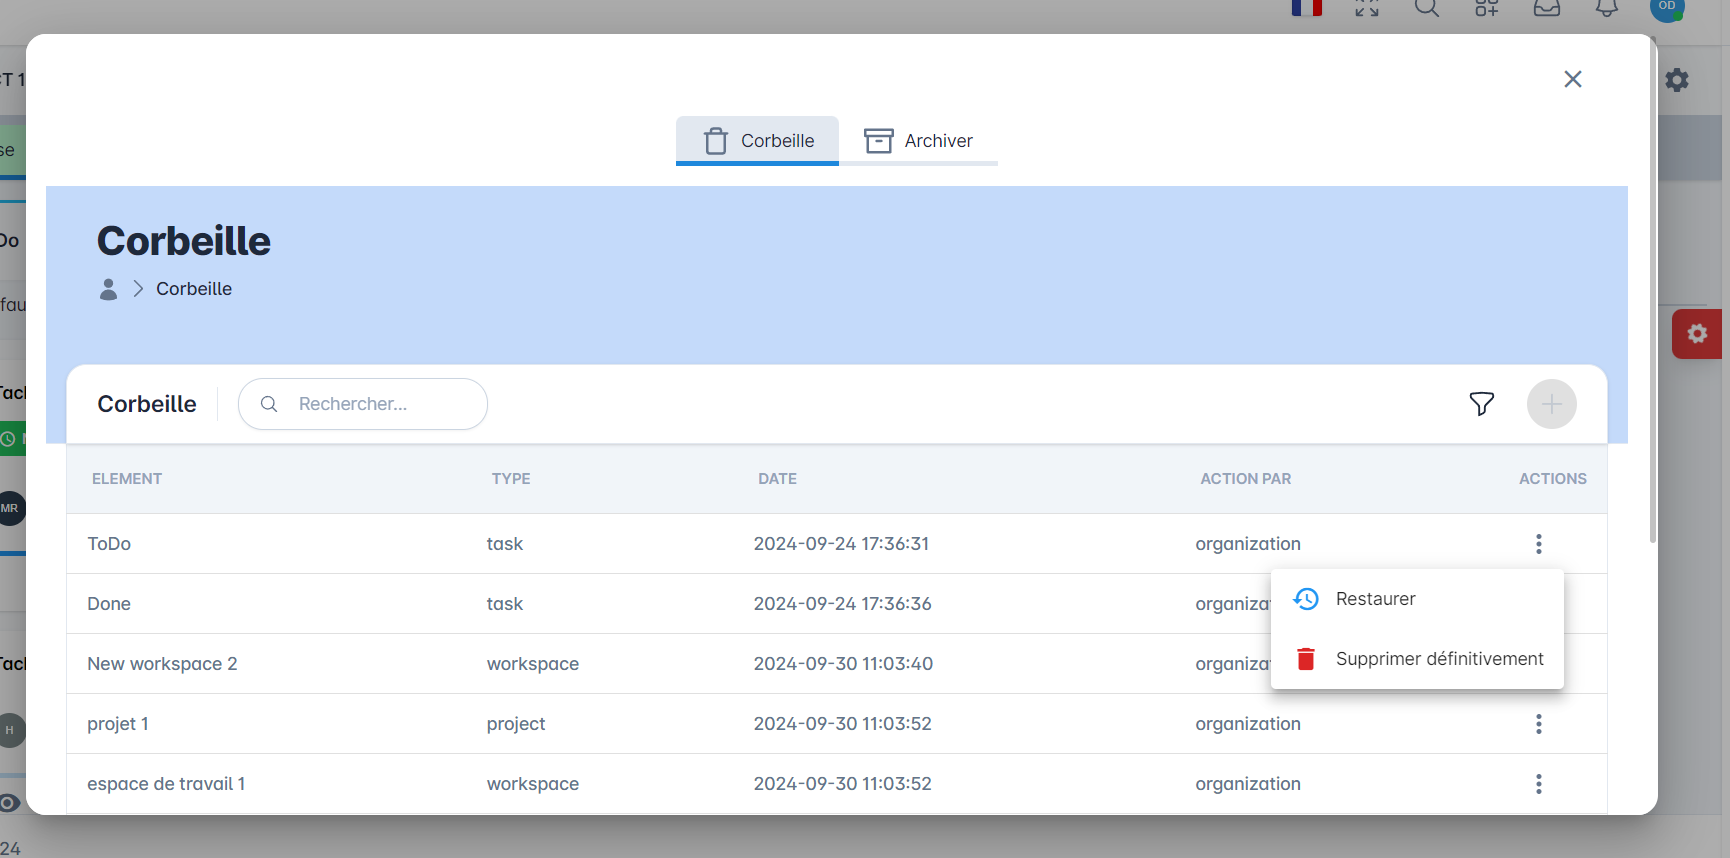 OD
CT 1
Corbeille Archiver
se
Corbeille
Do
Corbeille
fau
Tacl
Corbeille Rechercher...
ELEMENT TYPE DATE ACTION PAR ACTIONS
MR
ToDo task 2024-09-24 17:36:31 organization
Restaurer
Done task 2024-09-24 17:36:36 organiza
Supprimer définitivement
New workspace 2 workspace 2024-09-30 11:03:40 organiza
Tacl
H
projet 1 project 2024-09-30 11:03:52 organization
espace de travail 1 workspace 2024-09-30 11:03:52 organization
24